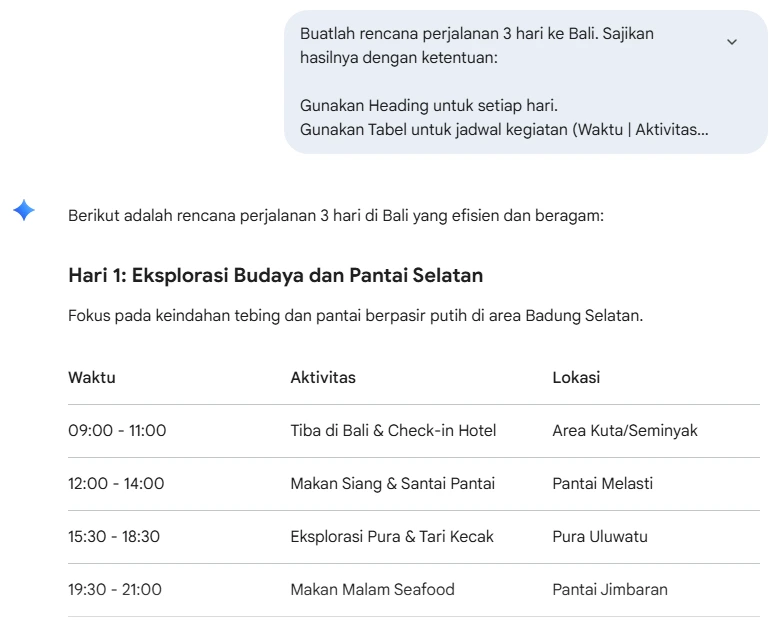 Buatlah rencana perjalanan 3 hari ke Bali. Sajikan
hasilnya dengan ketentuan:
Gunakan Heading untuk setiap hari.
Gunakan Tabel untuk jadwal kegiatan (Waktu | Aktivitas...
Berikut adalah rencana perjalanan 3 hari di Bali yang efisien dan beragam:
Hari 1: Eksplorasi Budaya dan Pantai Selatan
Fokus pada keindahan tebing dan pantai berpasir putih di area Badung Selatan.
Waktu Aktivitas Lokasi
09:00 - 11:00 Tiba di Bali & Check-in Hotel Area Kuta/Seminyak
12:00 - 14:00 Makan Siang & Santai Pantai Pantai Melasti
15:30 - 18:30 Eksplorasi Pura & Tari Kecak Pura Uluwatu
19:30 - 21:00 Makan Malam Seafood Pantai Jimbaran